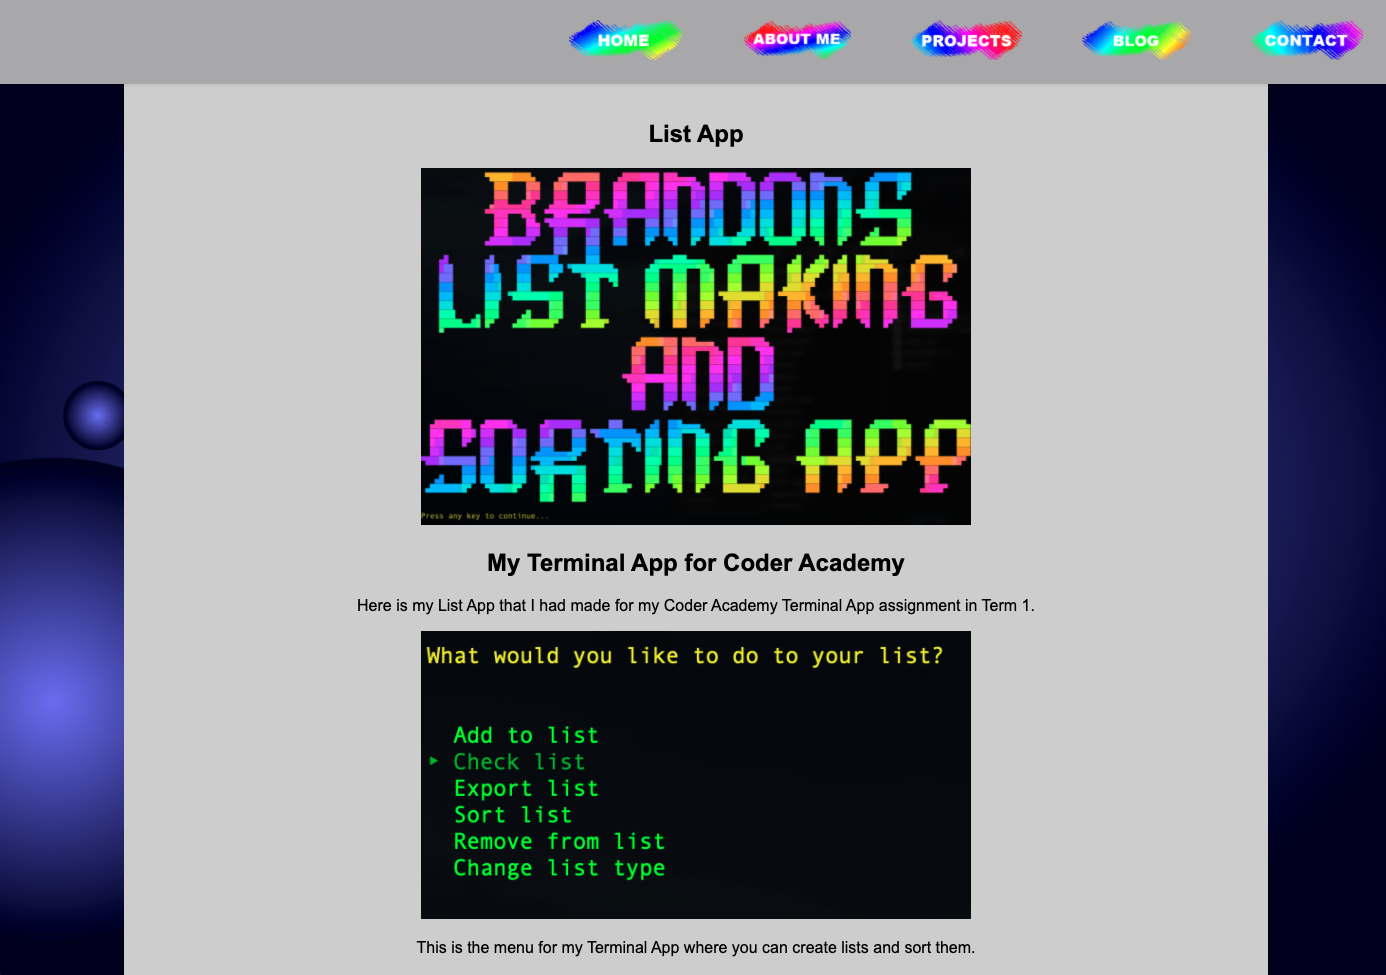 HOME ABOUT ME PROJECTS BLOG CONTACT
List App
BRANDONS
LIST MAKING
AND
SORTING APP
Press any key to continue...
My Terminal App for Coder Academy
Here is my List App that I had made for my Coder Academy Terminal App assignment in Term 1.
What would you like to do to your list?
Add to list
▸ Check list
Export list
Sort list
Remove from list
Change list type
This is the menu for my Terminal App where you can create lists and sort them.